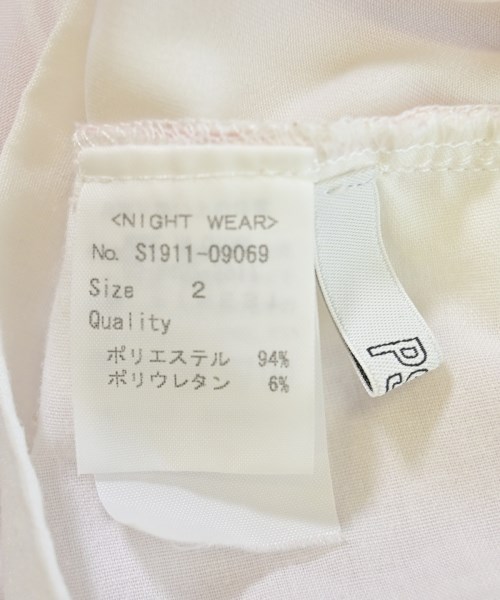 <NIGHT WEAR>
No. S1911-09069
Size 2
Quality
ポリエステル 94%
ポリウレタン 6%
PS